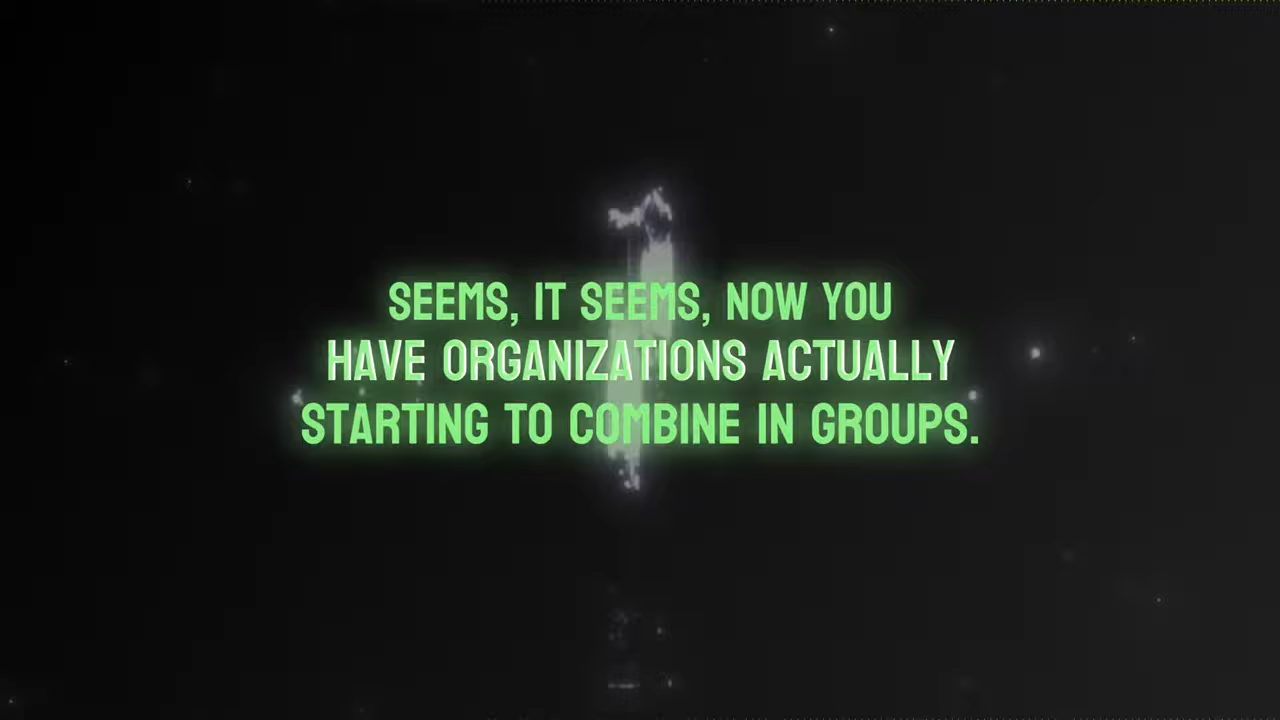 SEEMS, IT SEEMS, NOW YOU
HAVE ORGANIZATIONS ACTUALLY
STARTING TO COMBINE IN GROUPS.